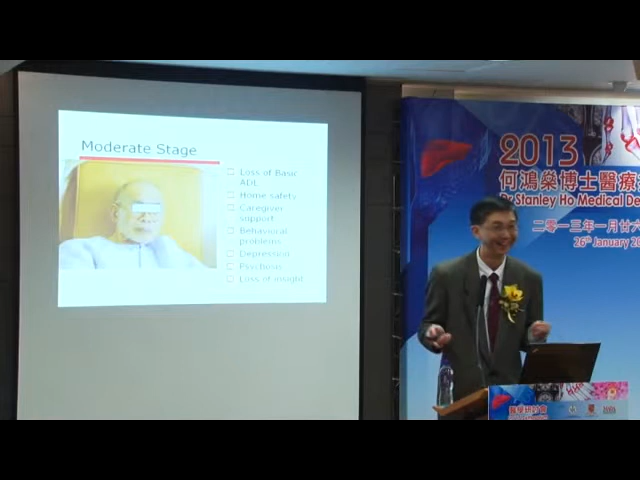 Moderate Stage
Loss of Basic
ADL
Home safety
Caregiver
support
Behavioral
problems
Depression
Psychosis
Loss of insight
2013
何鴻燊博士醫療
Dr Stanley Ho Medical De
二零一三年一月廿六
26th January 20